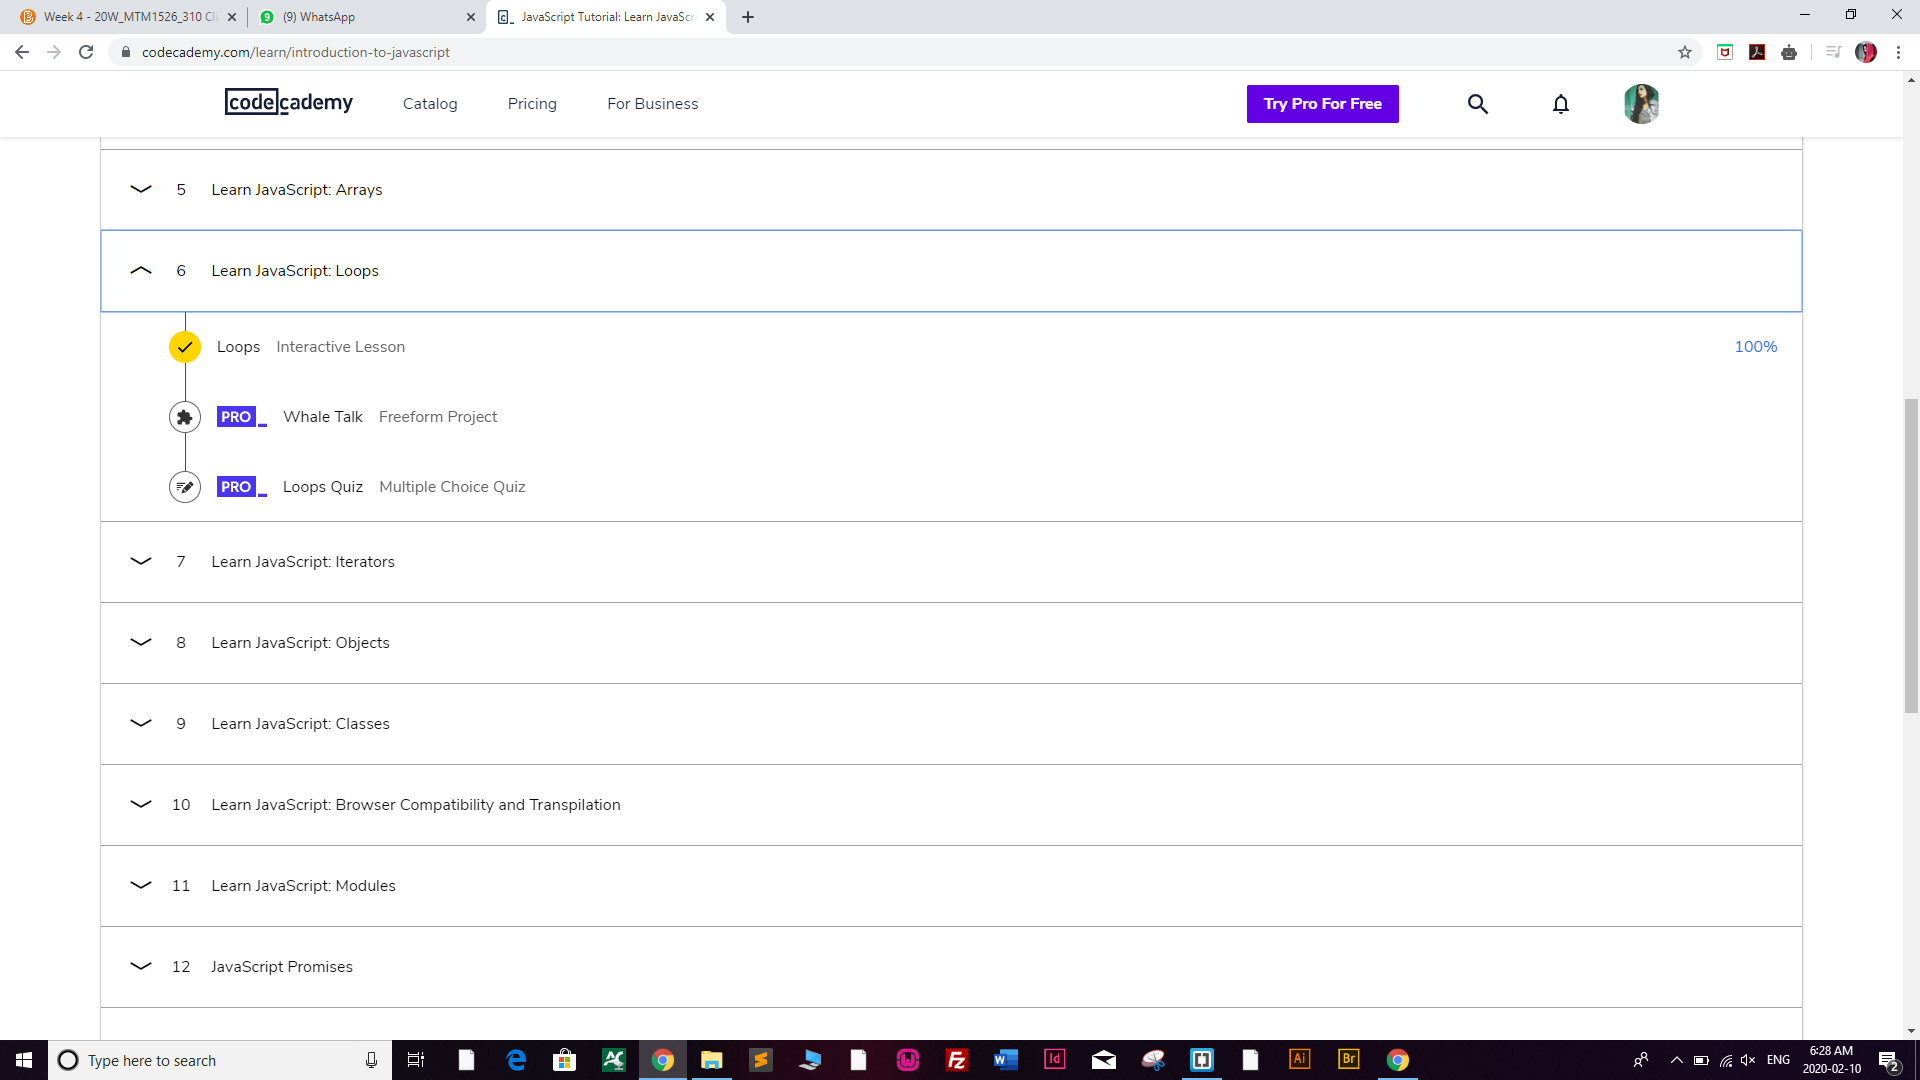 Week 4 - 20W_MTM1526_310 Cli
(9) WhatsApp
JavaScript Tutorial: Learn JavaScr
codecademy.com/learn/introduction-to-javascript
codecademy
Catalog
Pricing
For Business
Try Pro For Free
5 Learn JavaScript: Arrays
6 Learn JavaScript: Loops
Loops Interactive Lesson 100%
PRO_ Whale Talk Freeform Project
PRO_ Loops Quiz Multiple Choice Quiz
7 Learn JavaScript: Iterators
8 Learn JavaScript: Objects
9 Learn JavaScript: Classes
10 Learn JavaScript: Browser Compatibility and Transpilation
11 Learn JavaScript: Modules
12 JavaScript Promises
Type here to search
ENG
6:28 AM
2020-02-10
2